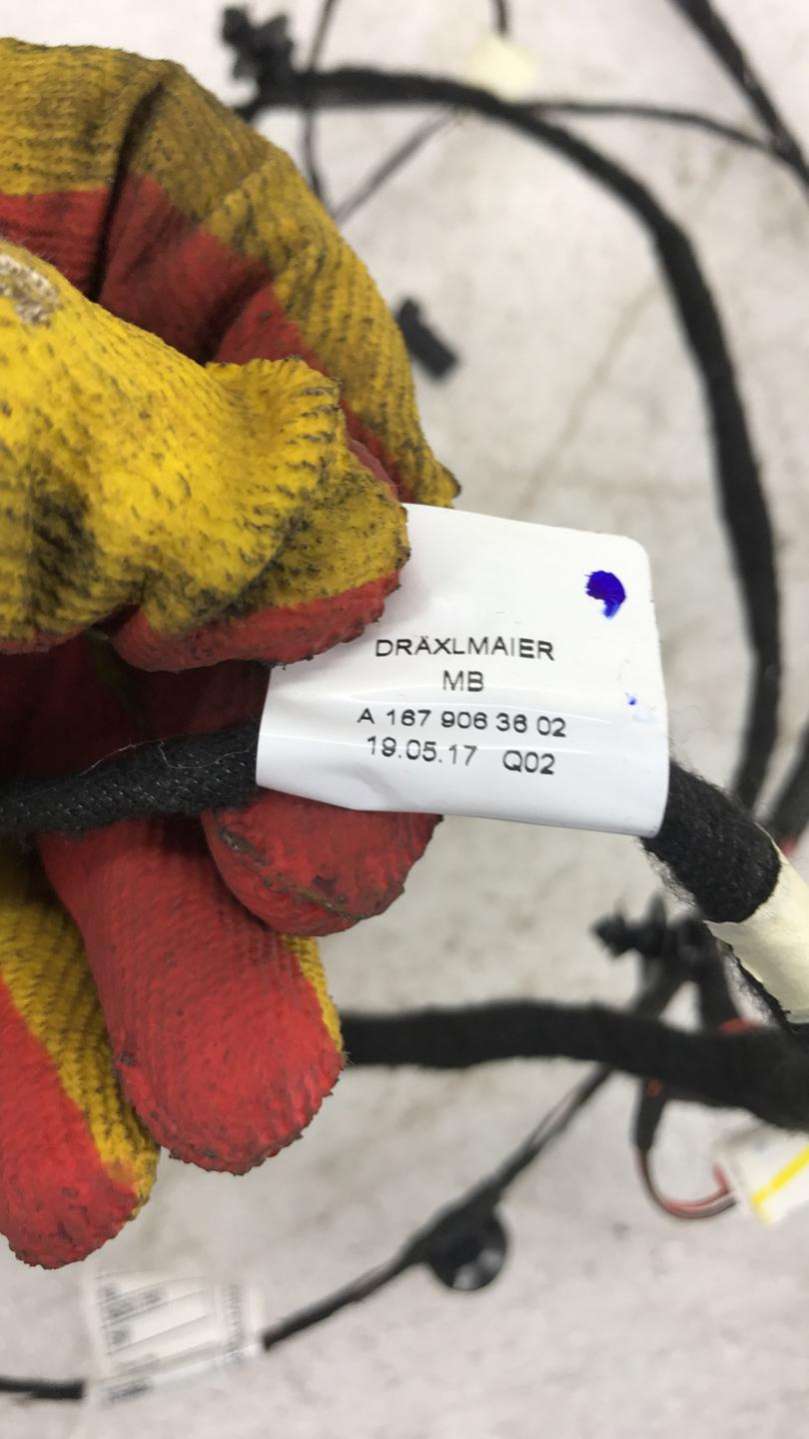 DRÄXLMAIER
MB
A 167 906 36 02
19.05.17 Q02